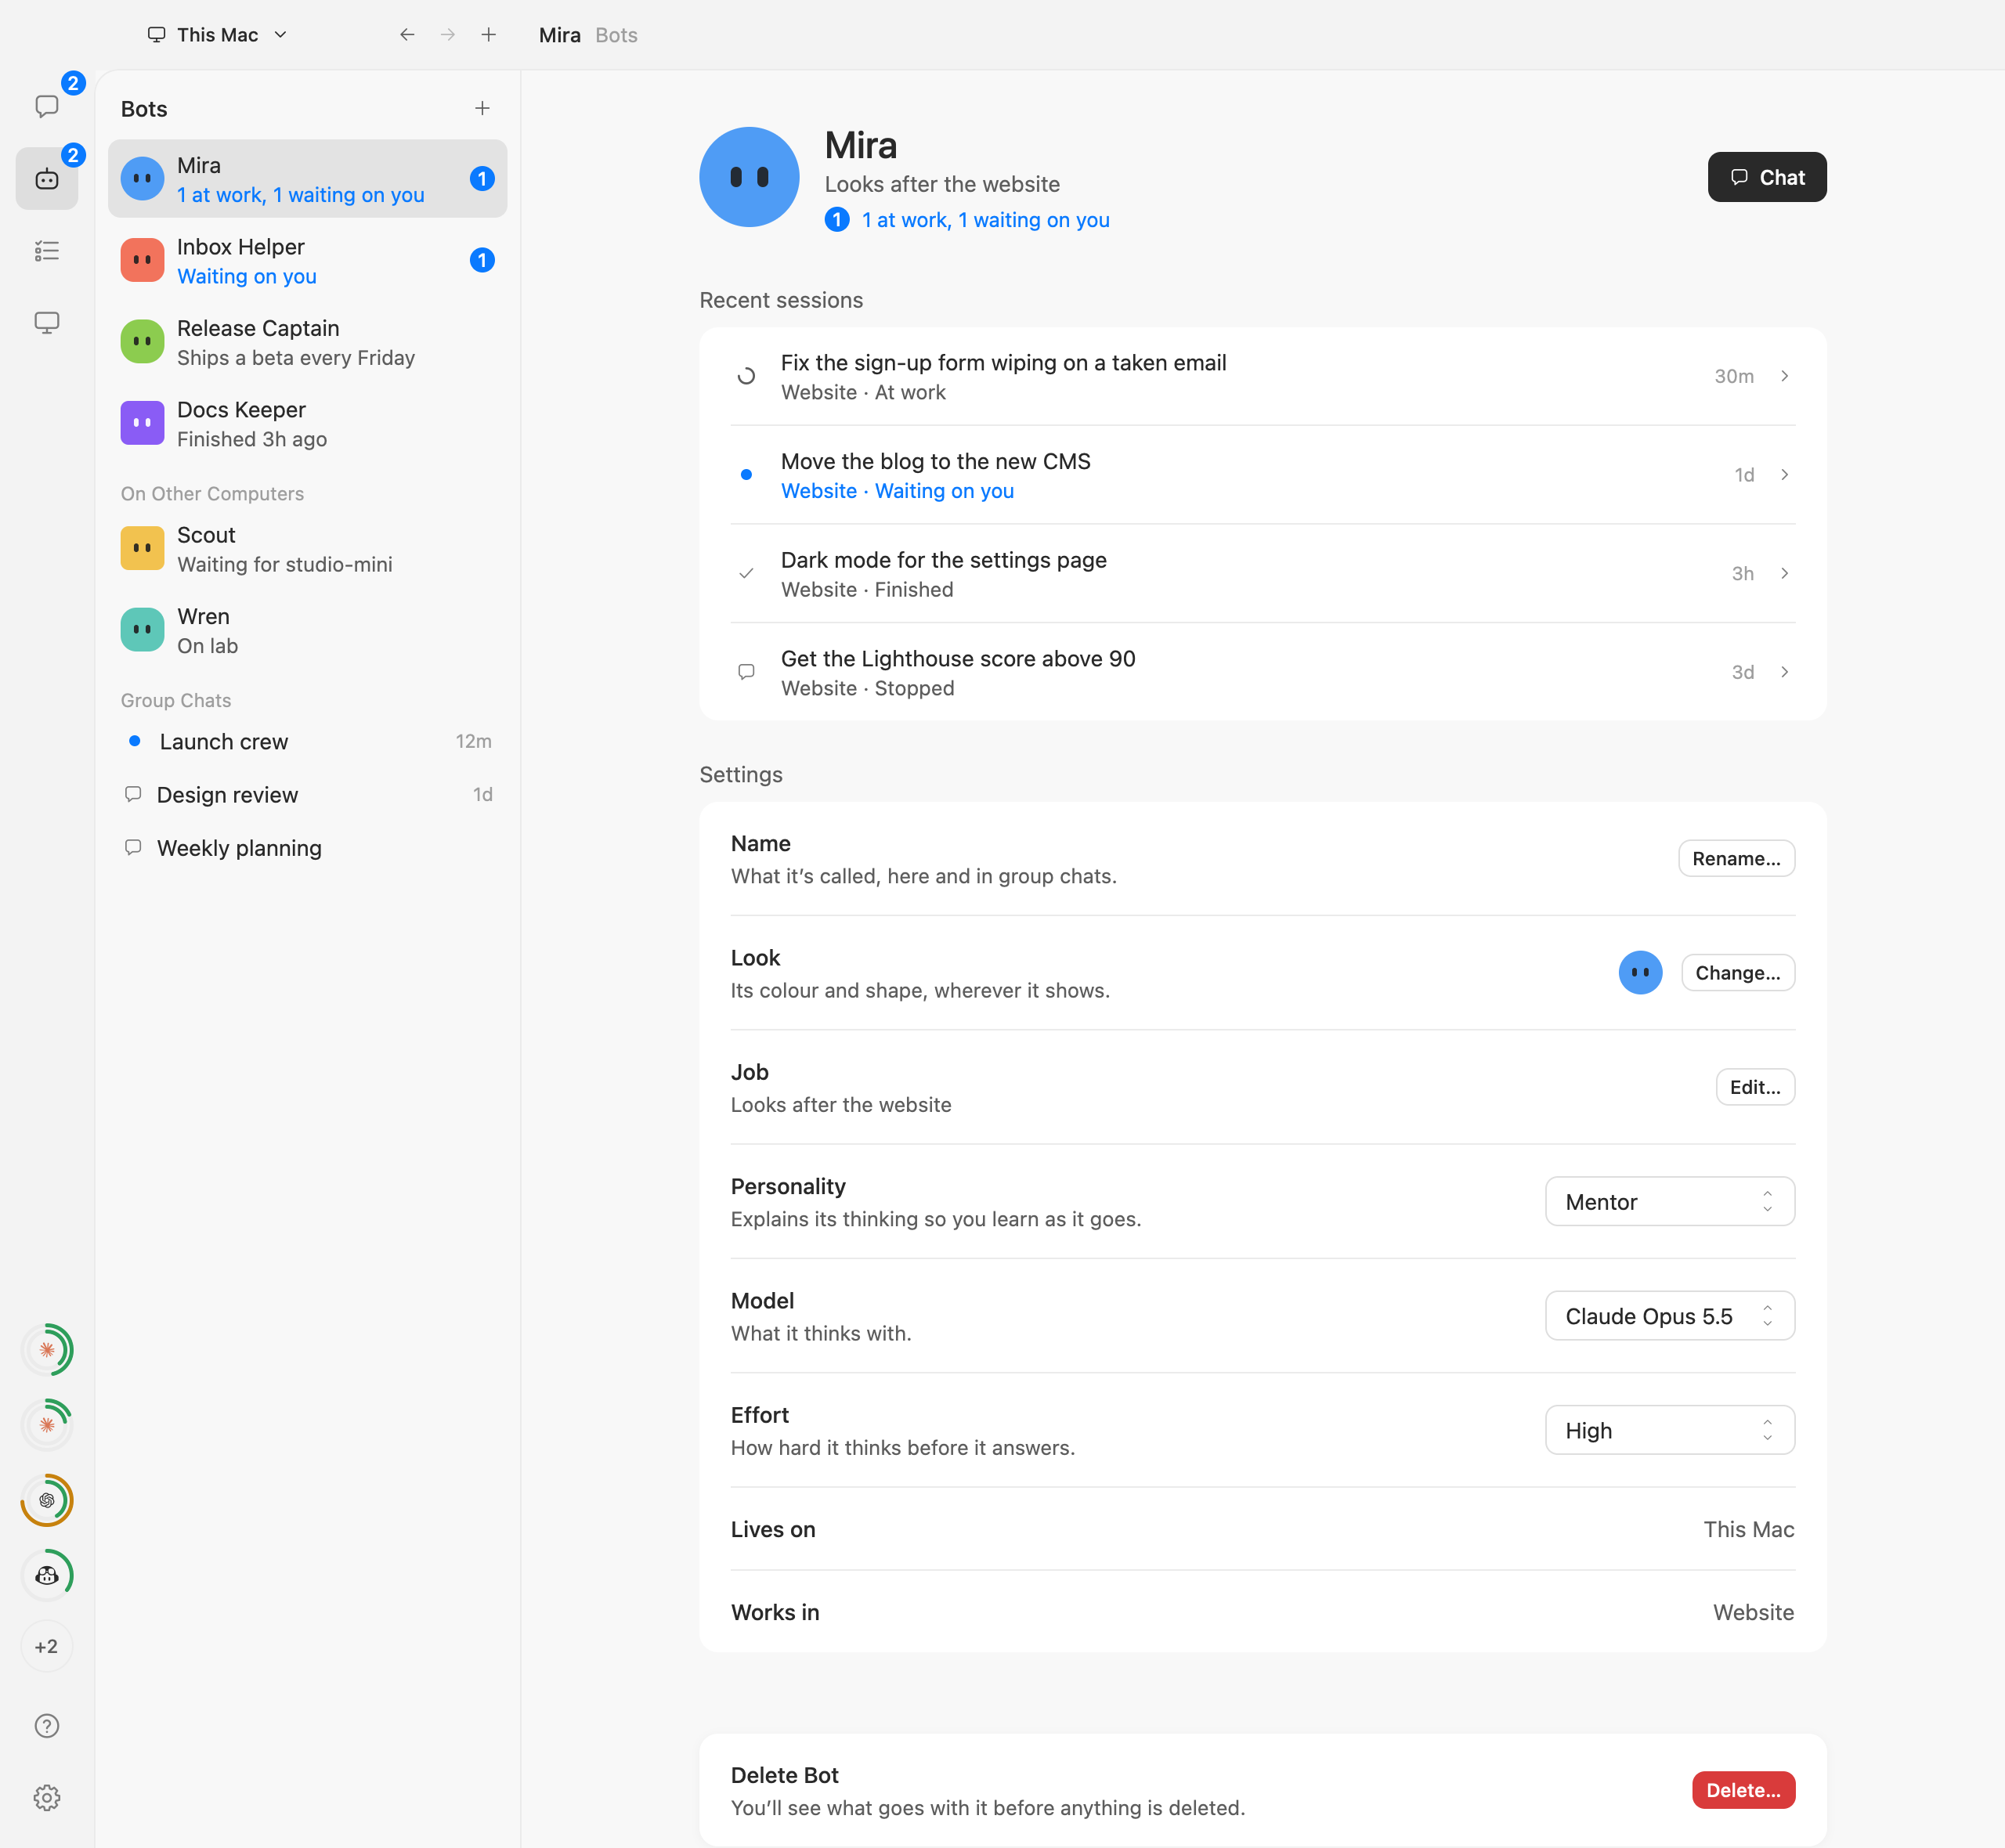 This Mac
Mira Bots
2
2
Bots
Mira
1 at work, 1 waiting on you
1
Inbox Helper
Waiting on you
1
Release Captain
Ships a beta every Friday
Docs Keeper
Finished 3h ago
On Other Computers
Scout
Waiting for studio-mini
Wren
On lab
Group Chats
Launch crew 12m
Design review 1d
Weekly planning
+2
Mira
Looks after the website
1 1 at work, 1 waiting on you
Chat
Recent sessions
Fix the sign-up form wiping on a taken email
Website · At work
30m
Move the blog to the new CMS
Website · Waiting on you
1d
Dark mode for the settings page
Website · Finished
3h
Get the Lighthouse score above 90
Website · Stopped
3d
Settings
Name
What it’s called, here and in group chats.
Rename...
Look
Its colour and shape, wherever it shows.
Change...
Job
Looks after the website
Edit...
Personality
Explains its thinking so you learn as it goes.
Mentor
Model
What it thinks with.
Claude Opus 5.5
Effort
How hard it thinks before it answers.
High
Lives on This Mac
Works in Website
Delete Bot
You’ll see what goes with it before anything is deleted.
Delete...